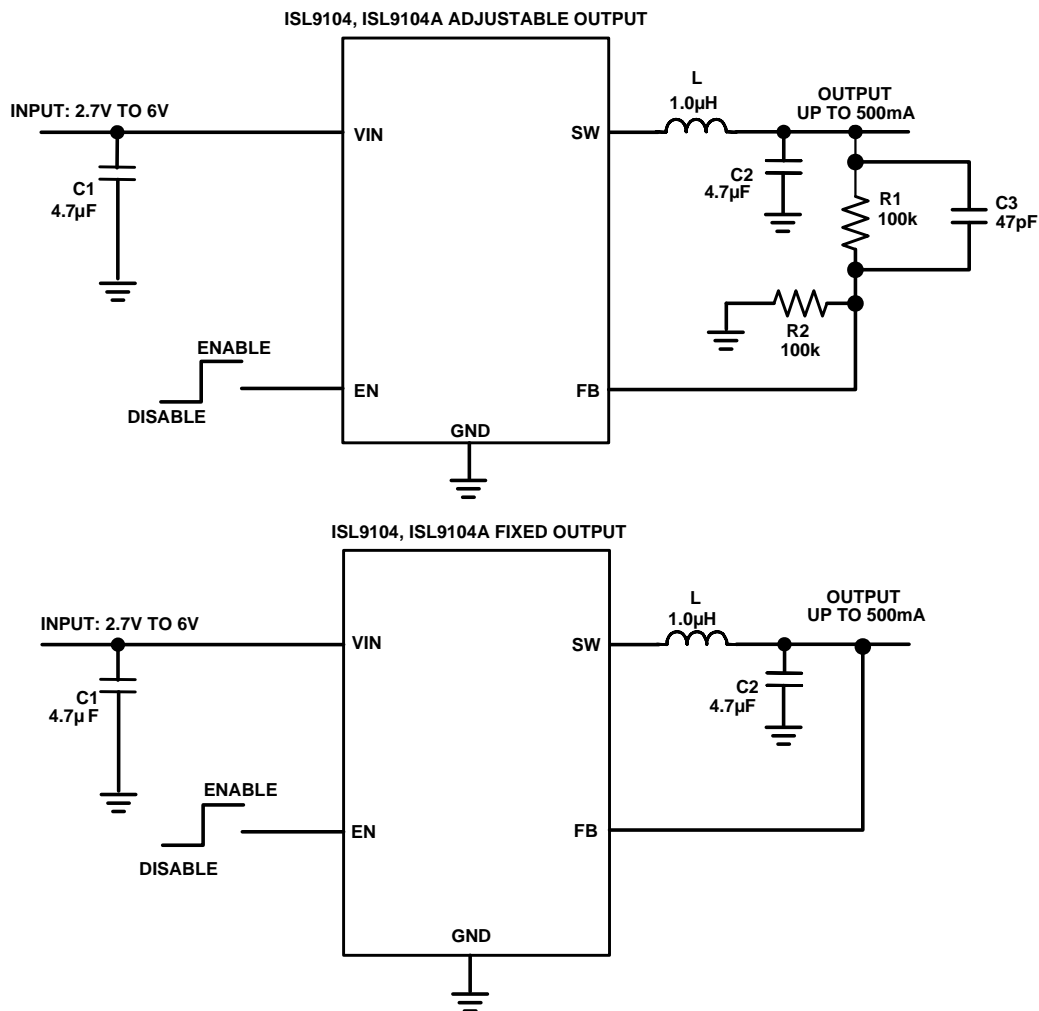 ISL9104, ISL9104A ADJUSTABLE OUTPUT
INPUT: 2.7V TO 6V
VIN
SW
L
1.0µH
OUTPUT
UP TO 500mA
C1
4.7µF
C2
4.7µF
R1
100k
C3
47pF
R2
100k
ENABLE
DISABLE
EN
FB
GND
ISL9104, ISL9104A FIXED OUTPUT
INPUT: 2.7V TO 6V
VIN
SW
L
1.0µH
OUTPUT
UP TO 500mA
C1
4.7µ F
C2
4.7µF
ENABLE
DISABLE
EN
FB
GND